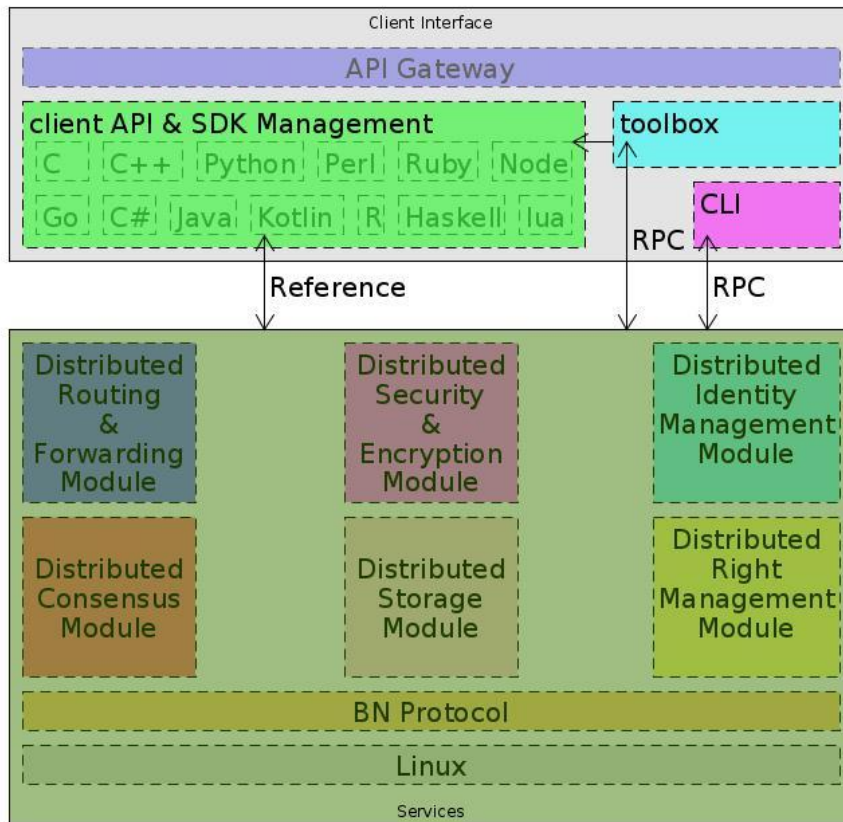 Client Interface
API Gateway
client API & SDK Management
toolbox
C C++ Python Perl Ruby Node
CLI
Go C# Java Kotlin R Haskell lua
RPC
Reference
RPC
Distributed
Routing
&
Forwarding
Module
Distributed
Security
&
Encryption
Module
Distributed
Identity
Management
Module
Distributed
Consensus
Module
Distributed
Storage
Module
Distributed
Right
Management
Module
BN Protocol
Linux
Services